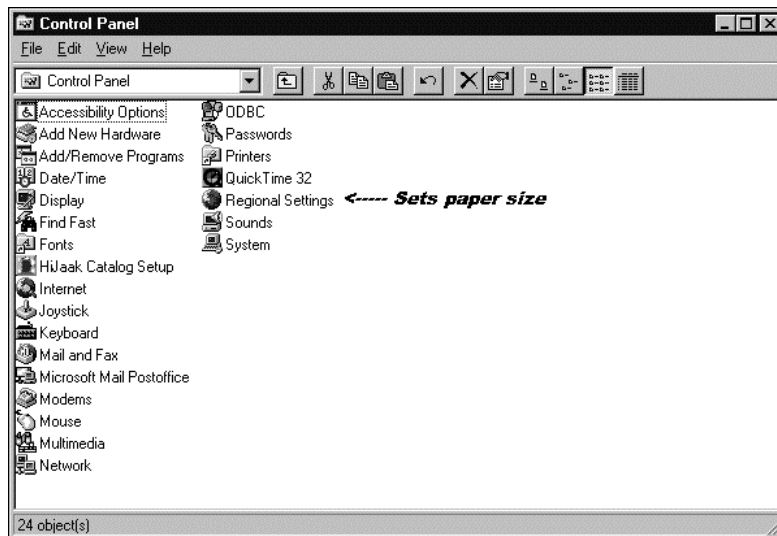 Control Panel
File Edit View Help
Control Panel
Accessibility Options
Add New Hardware
Add/Remove Programs
Date/Time
Display
Find Fast
Fonts
HiJaak Catalog Setup
Internet
Joystick
Keyboard
Mail and Fax
Microsoft Mail Postoffice
Modems
Mouse
Multimedia
Network
ODBC
Passwords
Printers
QuickTime 32
Regional Settings <----- Sets paper size
Sounds
System
24 object(s)